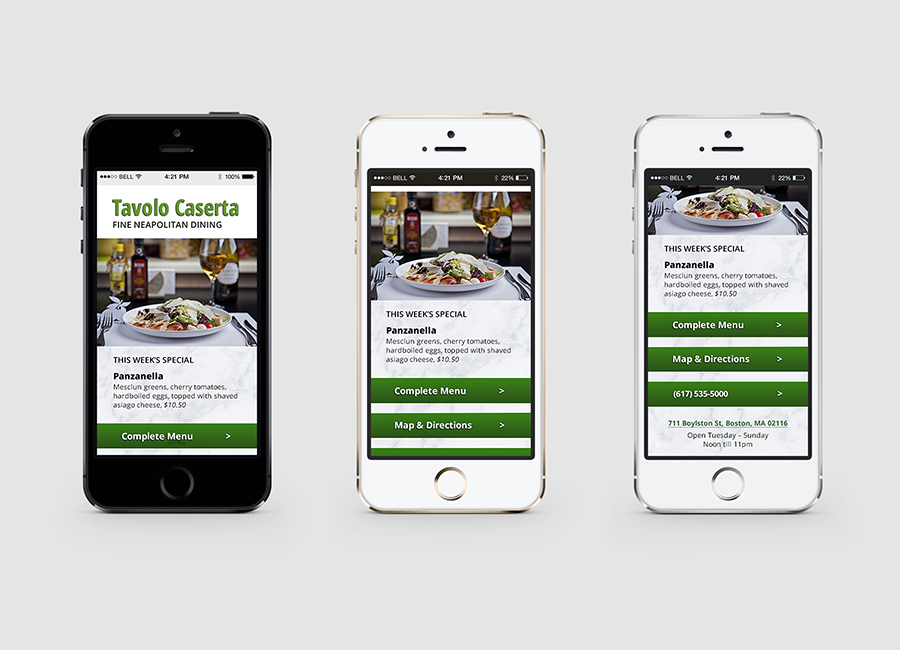 BELL 4:21 PM 100%
Tavolo Caserta
FINE NEAPOLITAN DINING
THIS WEEK'S SPECIAL
Panzanella
Mesclun greens, cherry tomatoes,
hardboiled eggs, topped with shaved
asiago cheese, $10.50
Complete Menu >
BELL 4:21 PM 22%
THIS WEEK'S SPECIAL
Panzanella
Mesclun greens, cherry tomatoes,
hardboiled eggs, topped with shaved
asiago cheese, $10.50
Complete Menu >
Map & Directions >
BELL 4:21 PM 22%
THIS WEEK'S SPECIAL
Panzanella
Mesclun greens, cherry tomatoes,
hardboiled eggs, topped with shaved
asiago cheese, $10.50
Complete Menu >
Map & Directions >
(617) 535-5000 >
711 Boylston St, Boston, MA 02116
Open Tuesday – Sunday
Noon till 11pm